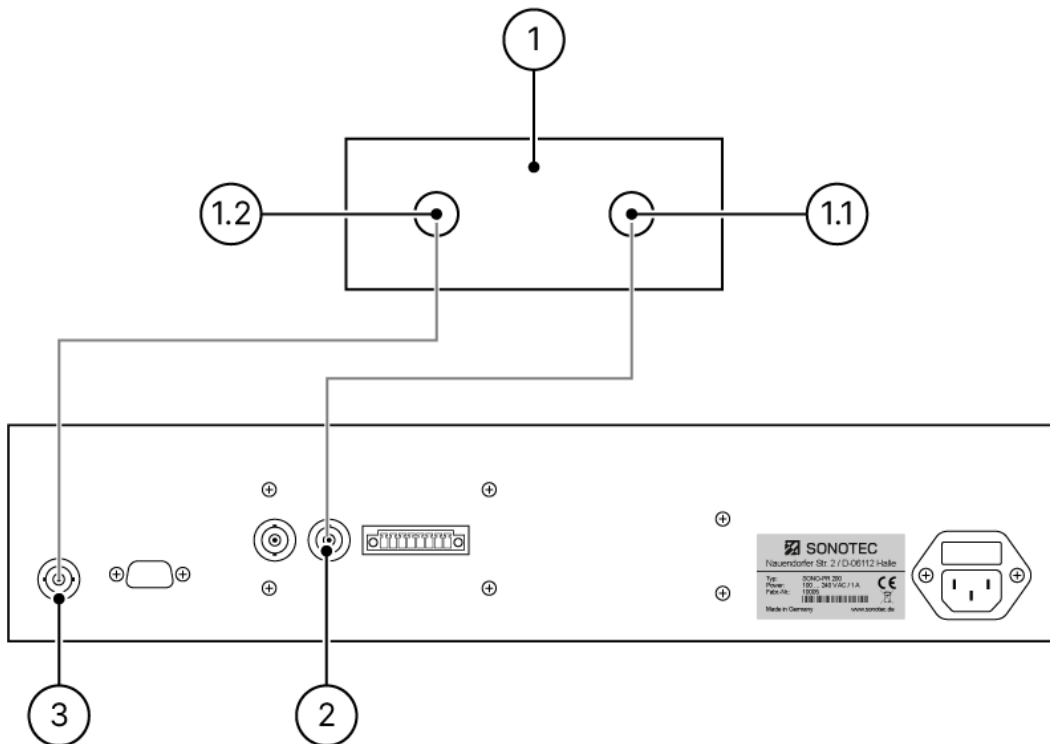 1
1.2
1.1
SONOTEC
Nauendorfer Str. 2 / D-06112 Halle
Typ: SONO-PR 200
Power: 100 ... 240 VAC / 1 A
Fabr.-Nr.: 10005
CE
Made in Germany www.sonotec.de
3
2